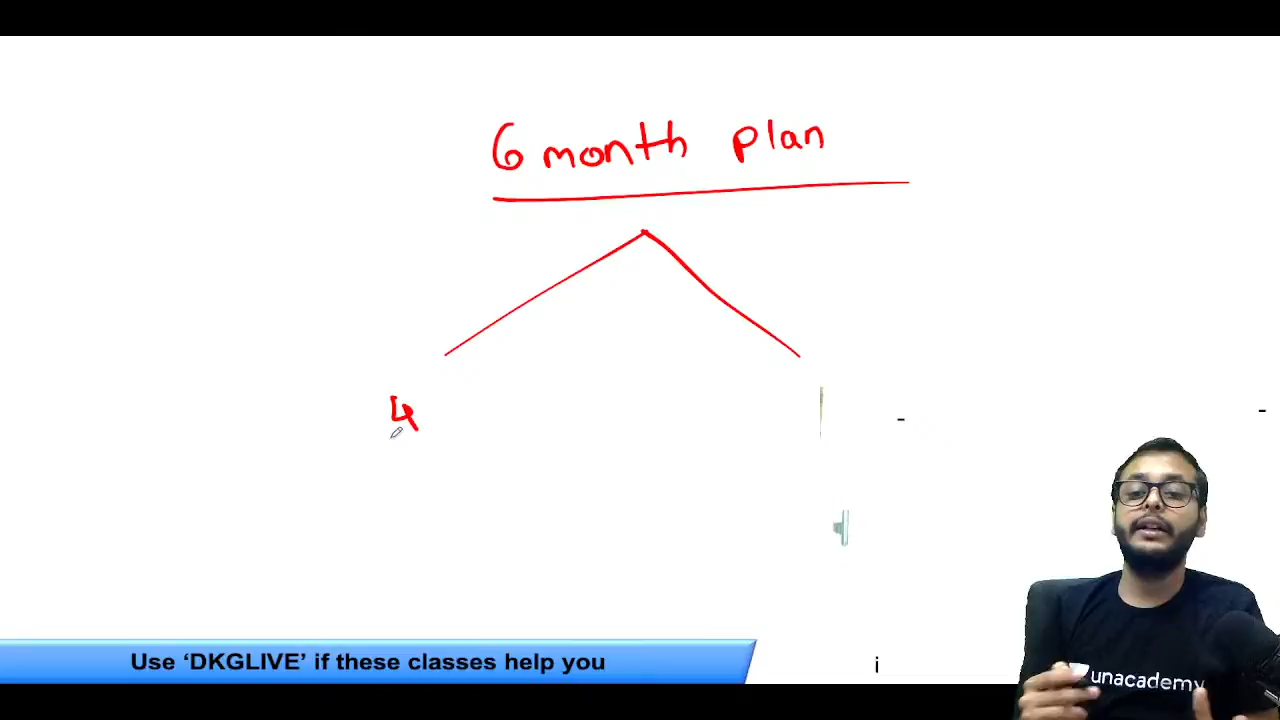 6 month plan
4
Use ‘DKGLIVE’ if these classes help you
unacademy